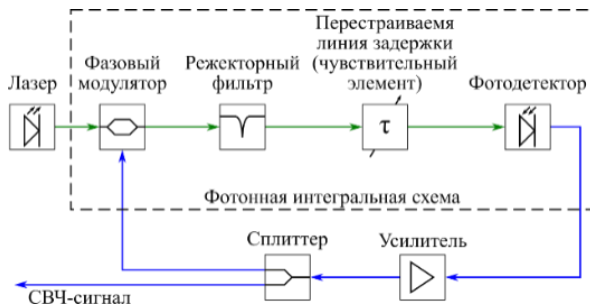 Лазер
Фазовый
модулятор
Режекторный
фильтр
Перестраиваемя
линия задержки
(чувствительный
элемент)
τ
Фотодетектор
Фотонная интегральная схема
Сплиттер
Усилитель
СВЧ-сигнал